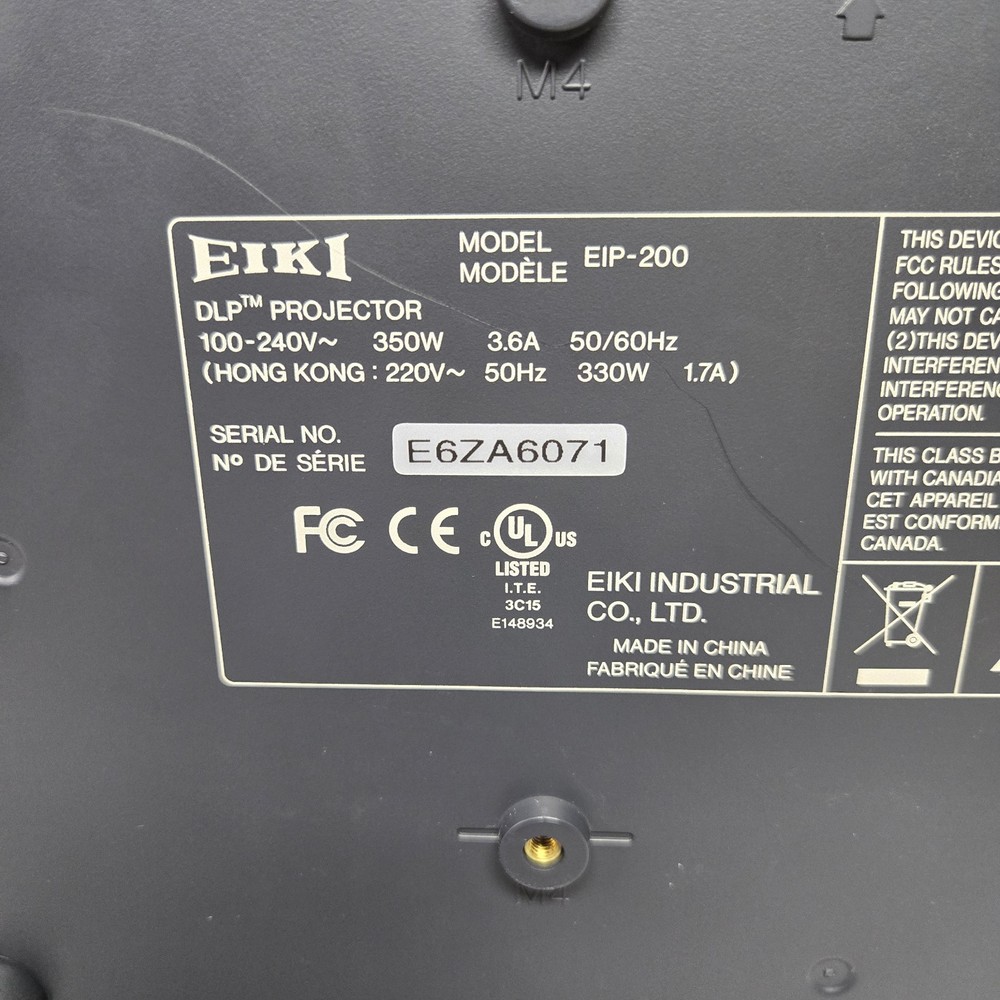 M4
EIKI
MODEL
MODÈLE
EIP-200
DLP™ PROJECTOR
100-240V~ 350W 3.6A 50/60Hz
(HONG KONG : 220V~ 50Hz 330W 1.7A)
SERIAL NO.
Nº DE SÉRIE
E6ZA6071
FC CE
C UL US
LISTED
I.T.E.
3C15
E148934
EIKI INDUSTRIAL
CO., LTD.
MADE IN CHINA
FABRIQUÉ EN CHINE
THIS DEVIC
FCC RULES
FOLLOWING
MAY NOT CA
(2)THIS DEV
INTERFEREN
INTERFERENC
OPERATION.
THIS CLASS B
WITH CANADIA
CET APPAREIL
EST CONFORM
CANADA.
M4